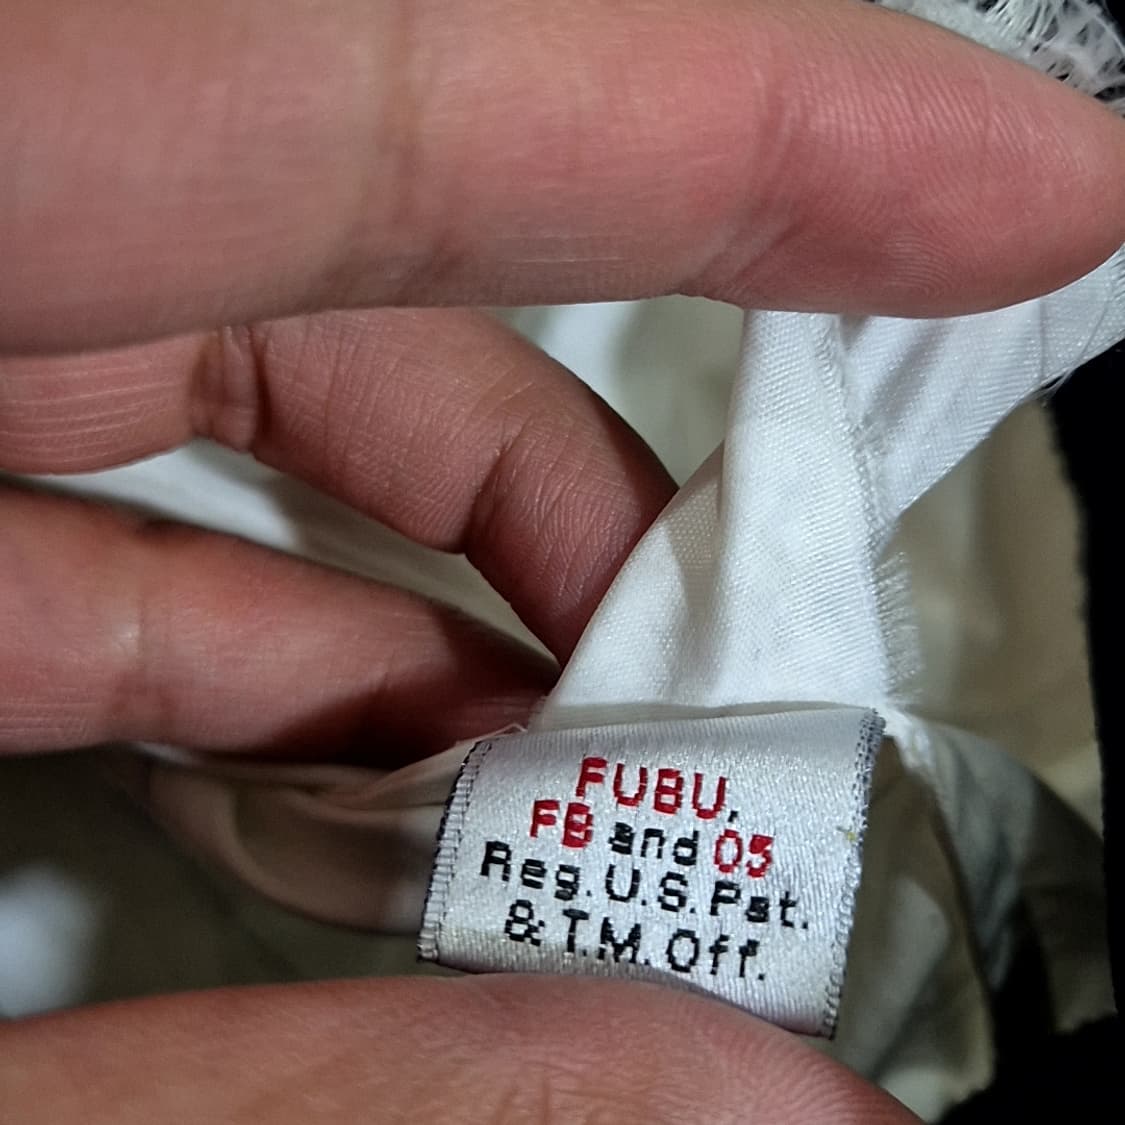 FUBU,
FB and 05
Reg. U.S. Pat.
& T.M. Off.